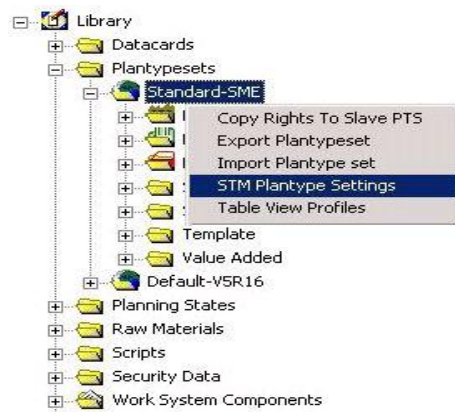 Library
Datacards
Plantypesets
Standard-SME
Copy Rights To Slave PTS
Export Plantypeset
Import Plantype set
STM Plantype Settings
Table View Profiles
Template
Value Added
Default-V5R16
Planning States
Raw Materials
Scripts
Security Data
Work System Components